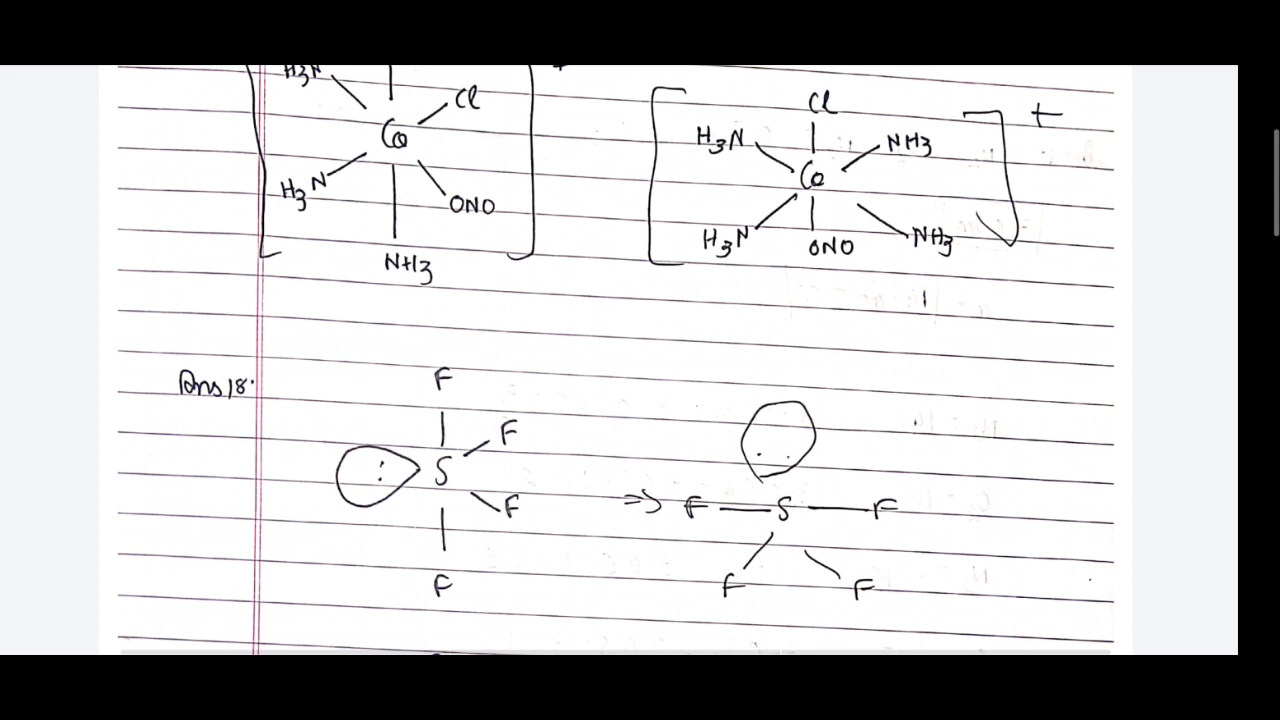 H3N
Cl
Co
H3N
ONO
NH3
Cl +
H3N NH3
Co
H3N ONO NH3
Ans 18.
F
F
S
F
F
⇒ F S F
F F